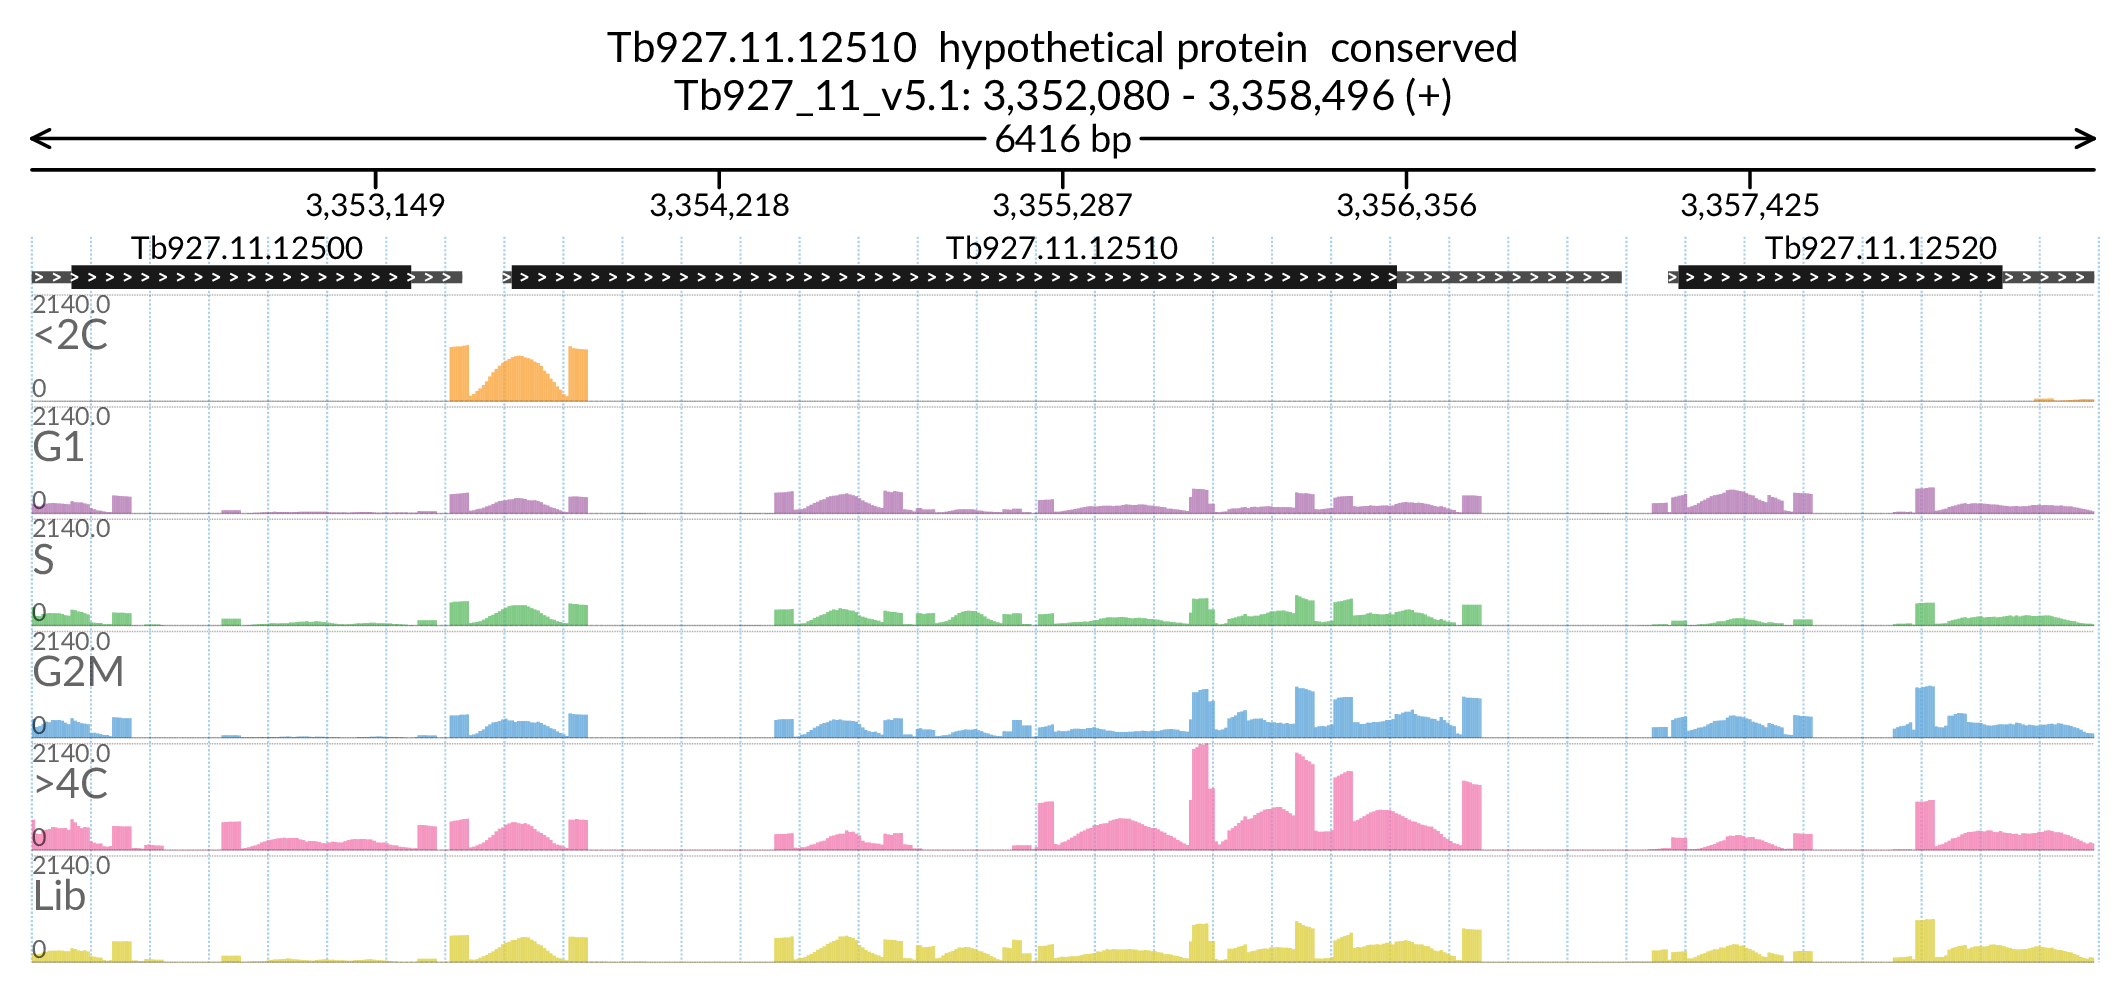 Tb927.11.12510 hypothetical protein conserved
Tb927_11_v5.1: 3,352,080 - 3,358,496 (+)
6416 bp
3,353,149 3,354,218 3,355,287 3,356,356 3,357,425
Tb927.11.12500 Tb927.11.12510 Tb927.11.12520
2140.0
<2C
0
2140.0
G1
0
2140.0
S
0
2140.0
G2M
0
2140.0
>4C
0
2140.0
Lib
0